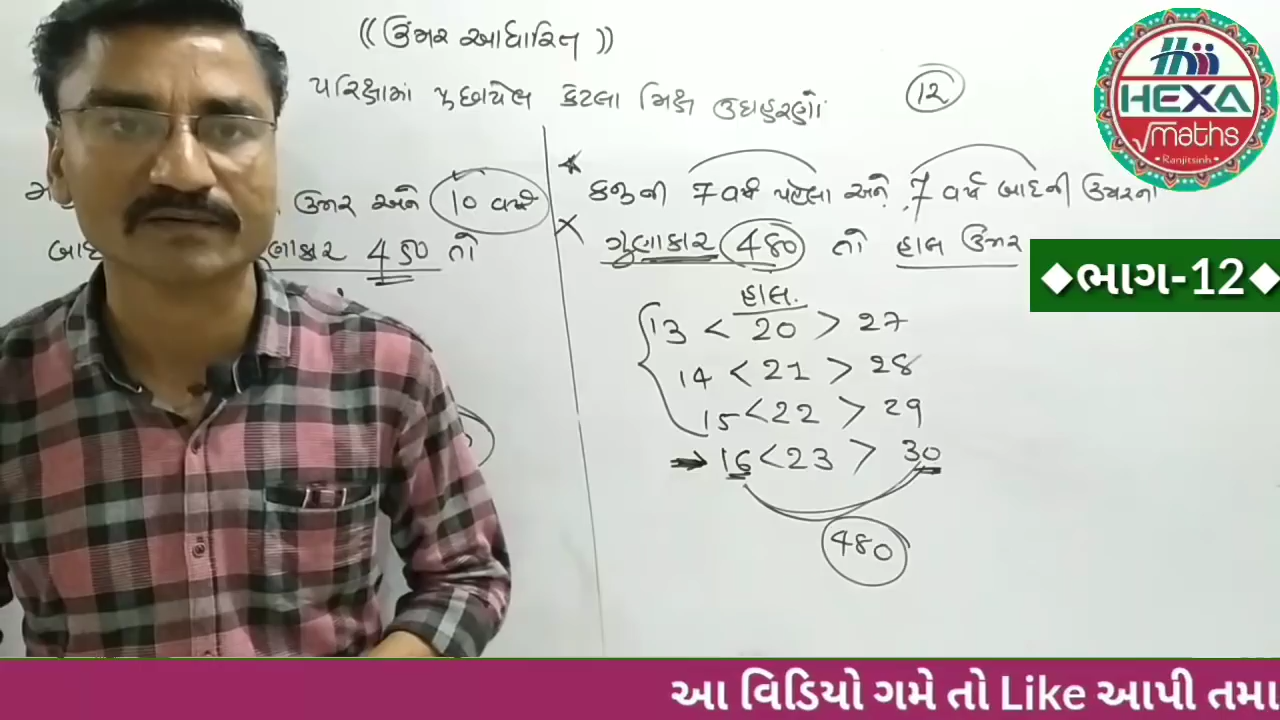 (( ઉંમર આધારિત ))
પરિક્ષામાં પૂછાયેલ કેટલા મિક્ષ ઉદાહરણો
12
HEXA
√maths
Ranjitsinh
ઉંમર અને 10 વર્ષ
બાદ ણાકાર 450 તો
* કનુની 7 વર્ષ પહેલા અને 7 વર્ષ બાદની ઉંમરના
ગુણાકાર 480 તો હાલ ઉંમર
◆ભાગ-12◆
હાલ.
13 < 20 > 27
14 < 21 > 28
15 < 22 > 29
16 < 23 > 30
480
આ વિડિયો ગમે તો Like આપી તમા